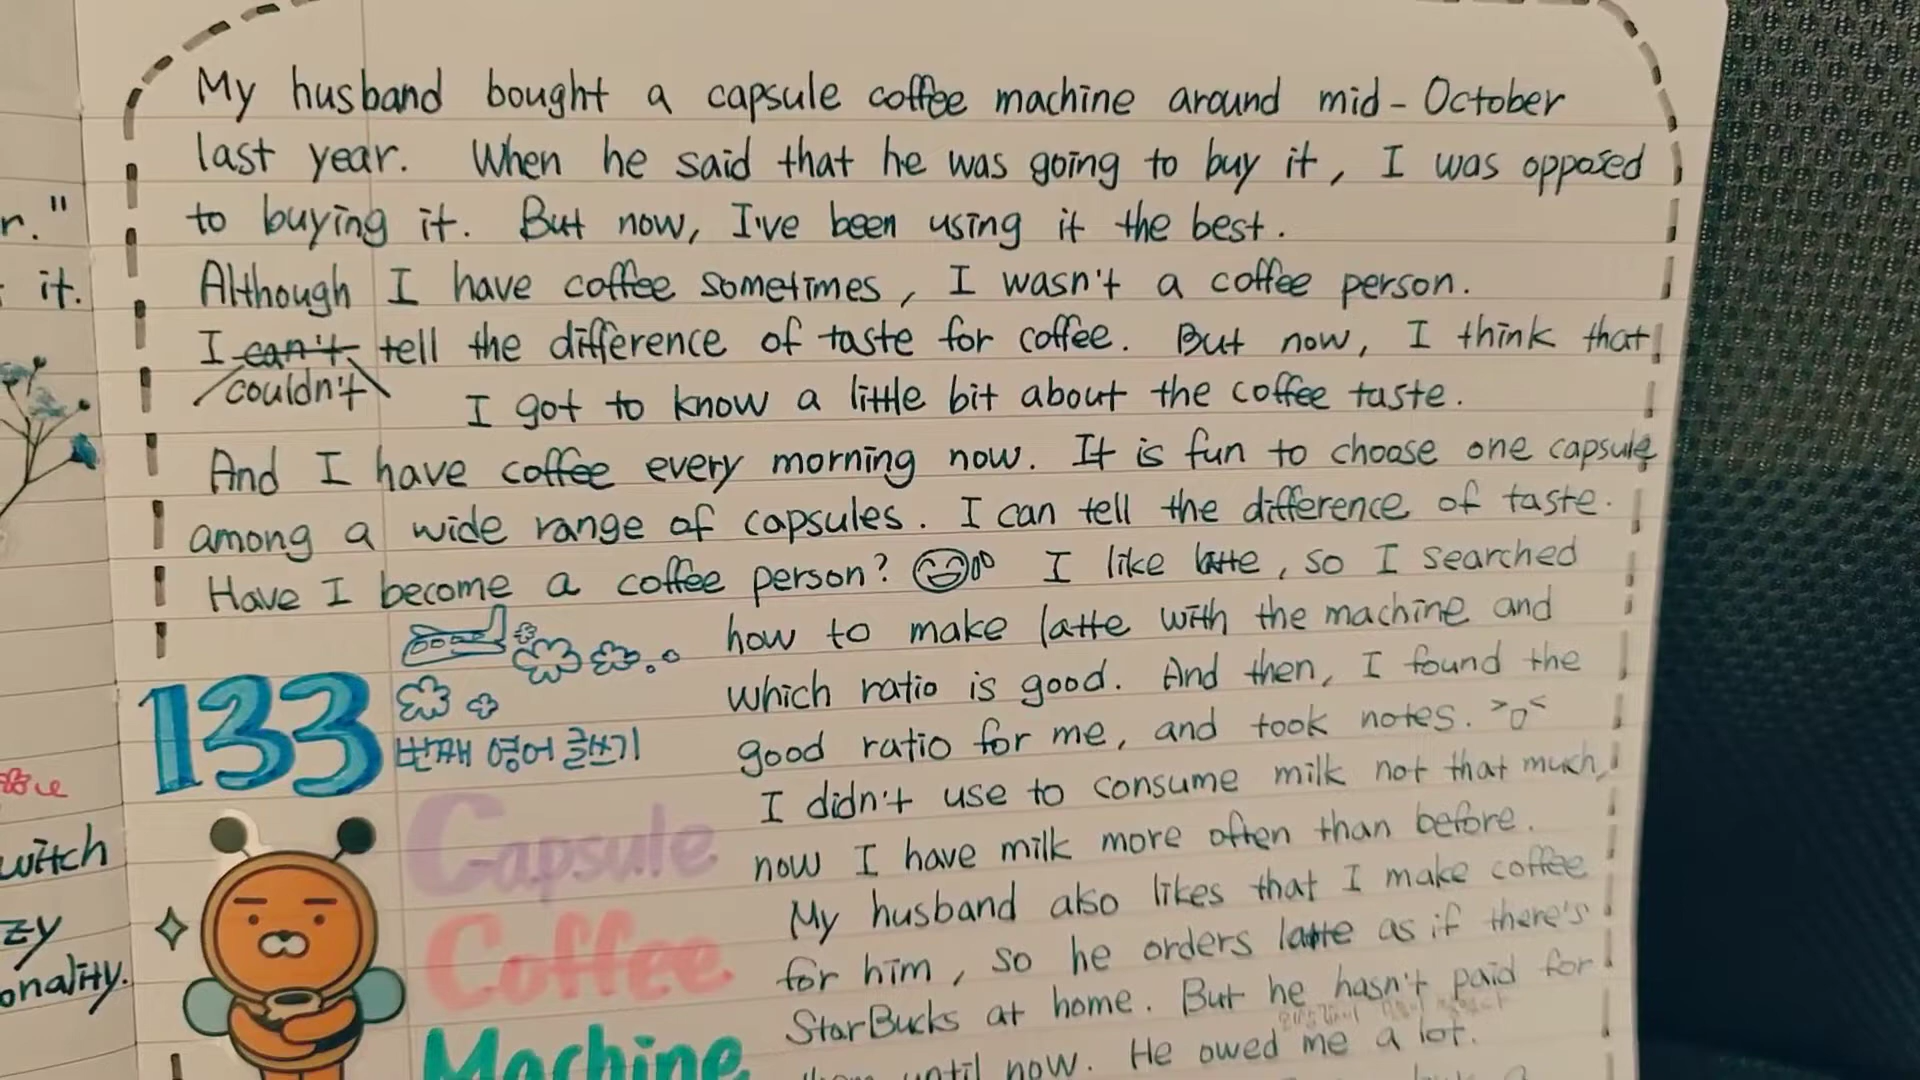 My husband bought a capsule coffee machine around mid-October
last year. When he said that he was going to buy it, I was opposed
to buying it. But now, I've been using it the best.
Although I have coffee sometimes, I wasn't a coffee person.
I can't tell the difference of taste for coffee. But now, I think that
couldn't
I got to know a little bit about the coffee taste.
And I have coffee every morning now. It is fun to choose one capsule
among a wide range of capsules. I can tell the difference of taste.
Have I become a coffee person? I like latte, so I searched
how to make latte with the machine and
which ratio is good. And then, I found the
good ratio for me, and took notes. >o<
I didn't use to consume milk not that much,
now I have milk more often than before.
My husband also likes that I make coffee
for him, so he orders latte as if there's
StarBucks at home. But he hasn't paid for
until now. He owed me a lot.
133
번째 영어 글쓰기
Capsule
Coffee
Machine
r."
it.
witch
zy
onality.